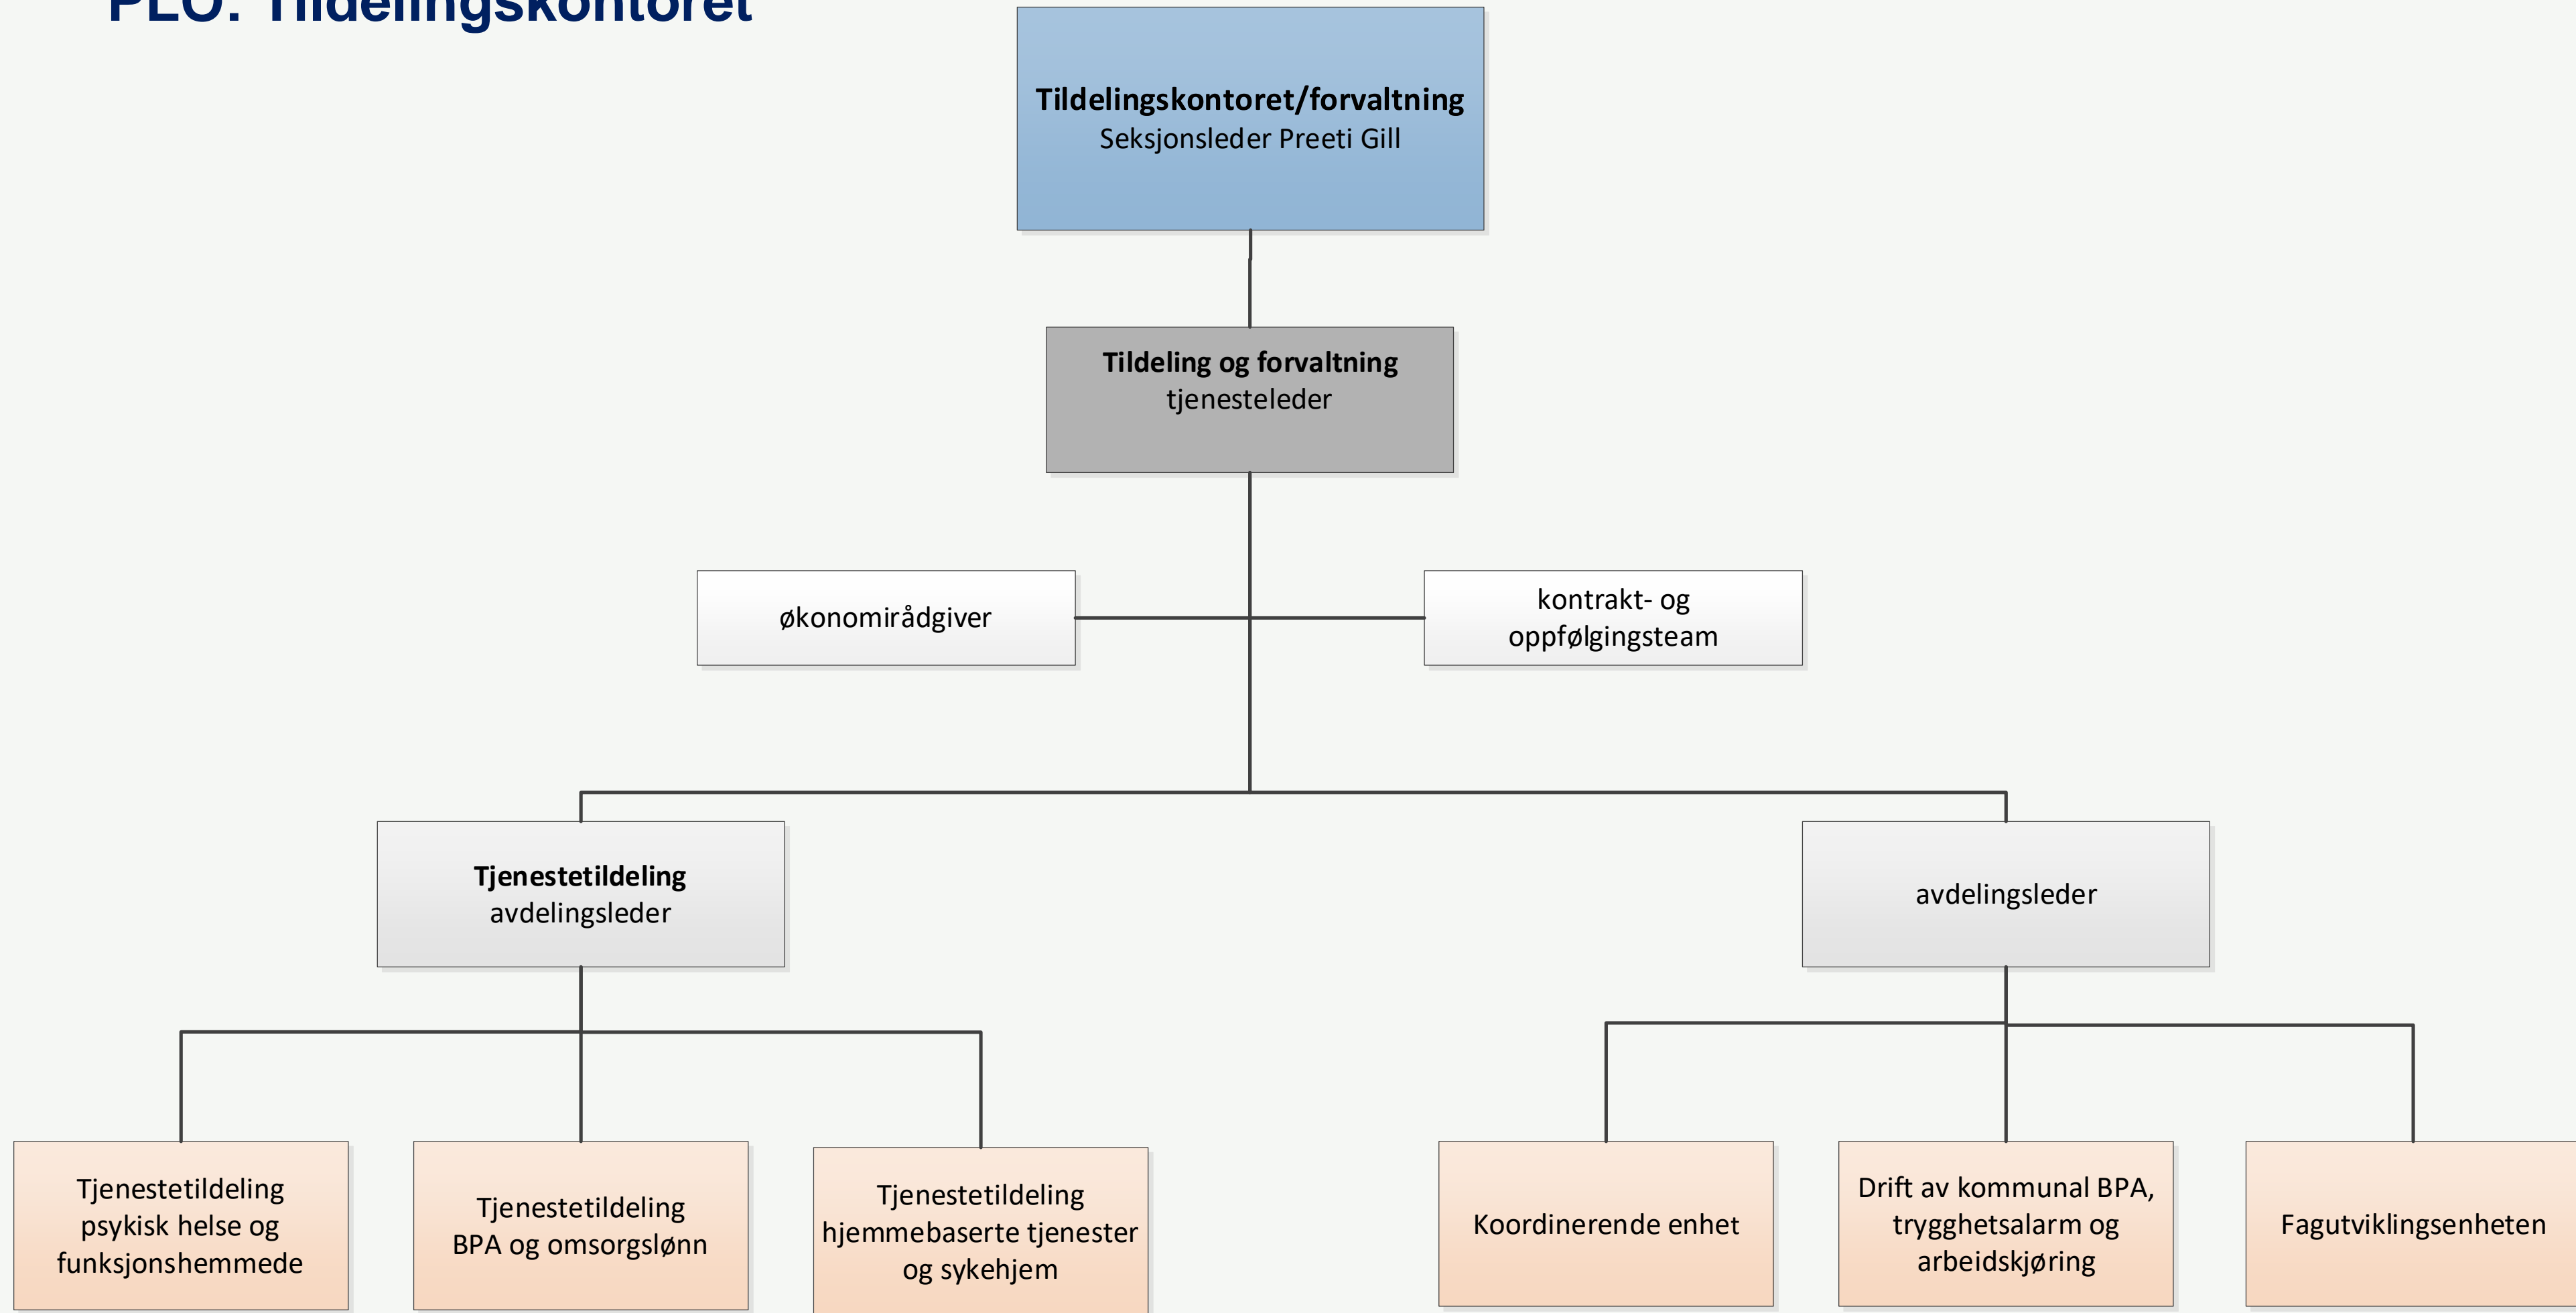 PLO: Tildelingskontoret
Tildelingskontoret/forvaltning
Seksjonsleder Preeti Gill
Tildeling og forvaltning
tjenesteleder
økonomirådgiver
kontrakt- og
oppfølgingsteam
Tjenestetildeling
avdelingsleder
avdelingsleder
Tjenestetildeling
psykisk helse og
funksjonshemmede
Tjenestetildeling
BPA og omsorgslønn
Tjenestetildeling
hjemmebaserte tjenester
og sykehjem
Koordinerende enhet
Drift av kommunal BPA,
trygghetsalarm og
arbeidskjøring
Fagutviklingsenheten